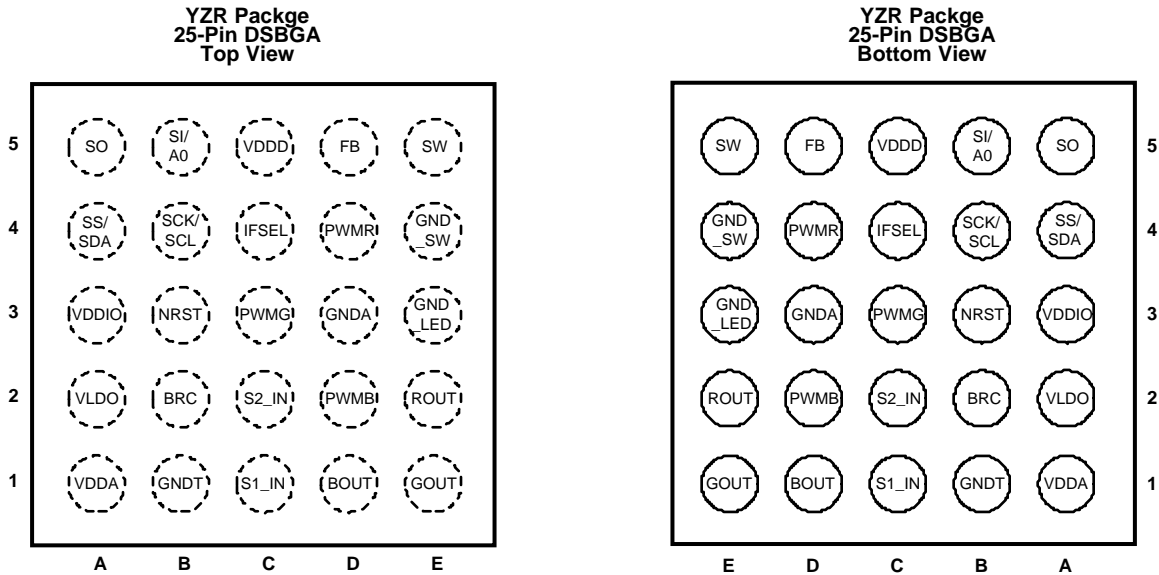 YZR Packge
25-Pin DSBGA
Top View
5 SO SI/ A0 VDDD FB SW
4 SS/ SDA SCK/ SCL IFSEL PWMR GND _SW
3 VDDIO NRST PWMG GNDA GND _LED
2 VLDO BRC S2_IN PWMB ROUT
1 VDDA GNDT S1_IN BOUT GOUT
A B C D E
YZR Packge
25-Pin DSBGA
Bottom View
SW FB VDDD SI/ A0 SO 5
GND _SW PWMR IFSEL SCK/ SCL SS/ SDA 4
GND _LED GNDA PWMG NRST VDDIO 3
ROUT PWMB S2_IN BRC VLDO 2
GOUT BOUT S1_IN GNDT VDDA 1
E D C B A